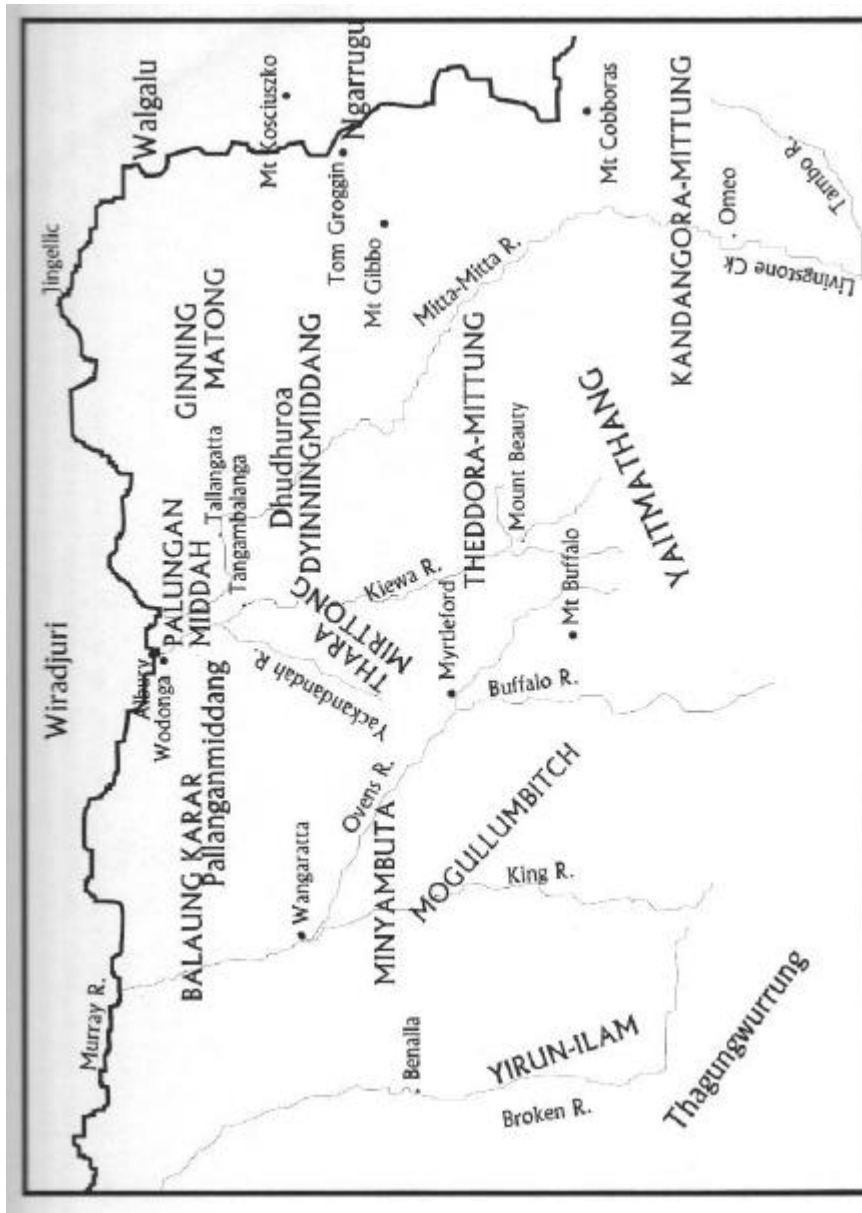 Wiradjuri
Jingellic
Walgalu
Murray R.
Albury
Wodonga
PALUNGAN
MIDDAH
Tallangatta
Tangambalanga
GINNING
MATONG
Mt Kosciuszko
BALAUNG KARAR
Pallanganmiddang
Yackandandah R.
THARA
MIRTTONG
Dhudhuroa
DYINNINGMIDDANG
Tom Groggin
Ngarrugu
Mt Gibbo
Wangaratta
Ovens R.
Kiewa R.
Mitta-Mitta R.
Benalla
MINYAMBUTA
MOGULLUMBITCH
Myrtleford
THEDDORA-MITTUNG
Mount Beauty
YIRUN-ILAM
Broken R.
King R.
Buffalo R.
Mt Buffalo
Mt Cobboras
Thagungwurrung
YAITMATHANG
KANDANGORA-MITTUNG
Omeo
Livingstone Ck
Tambo R.